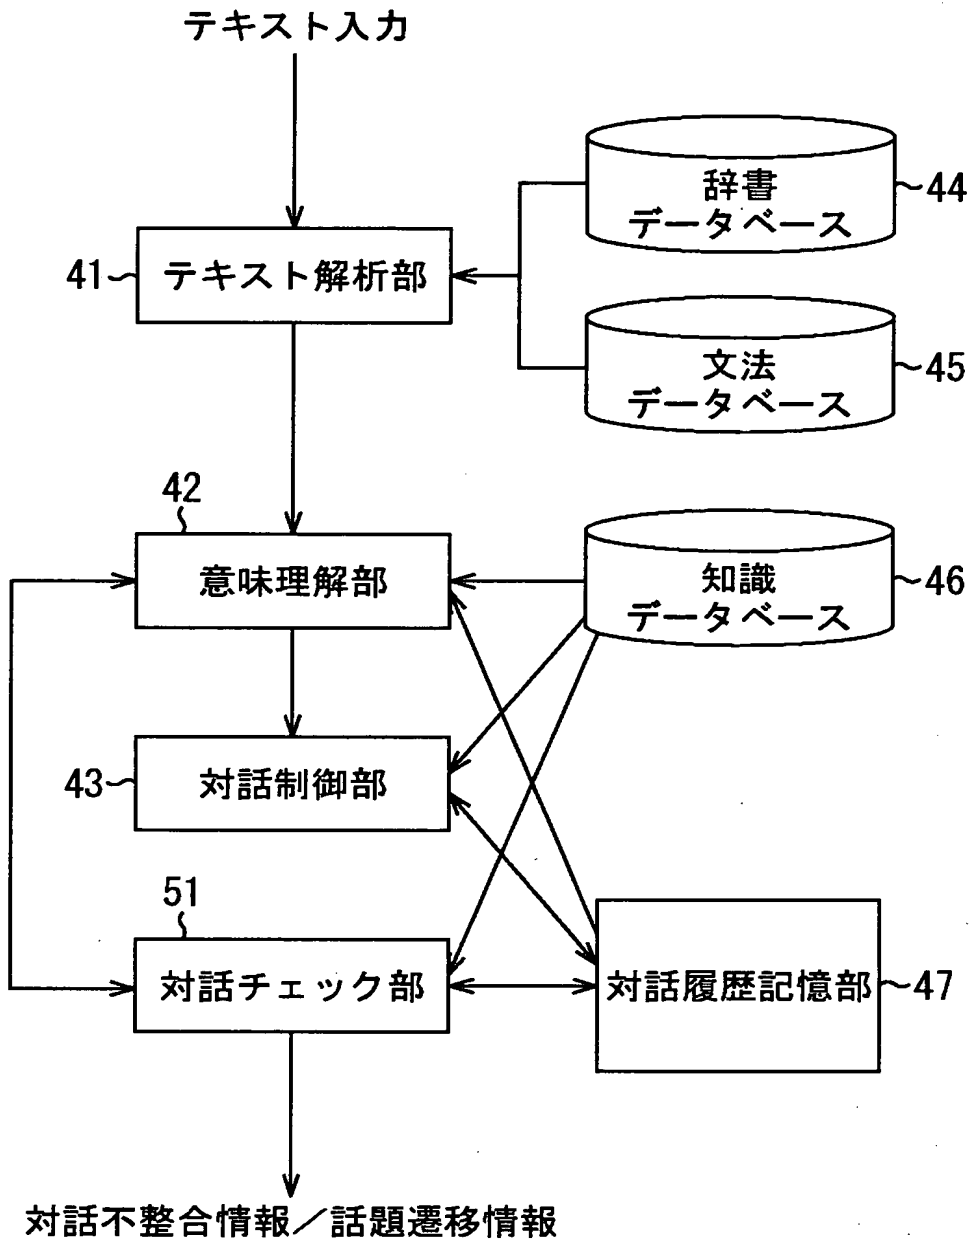 テキスト入力
辞書
データベース
44
41
テキスト解析部
文法
データベース
45
42
意味理解部
知識
データベース
46
43
対話制御部
51
対話チェック部
対話履歴記憶部
47
対話不整合情報／話題遷移情報